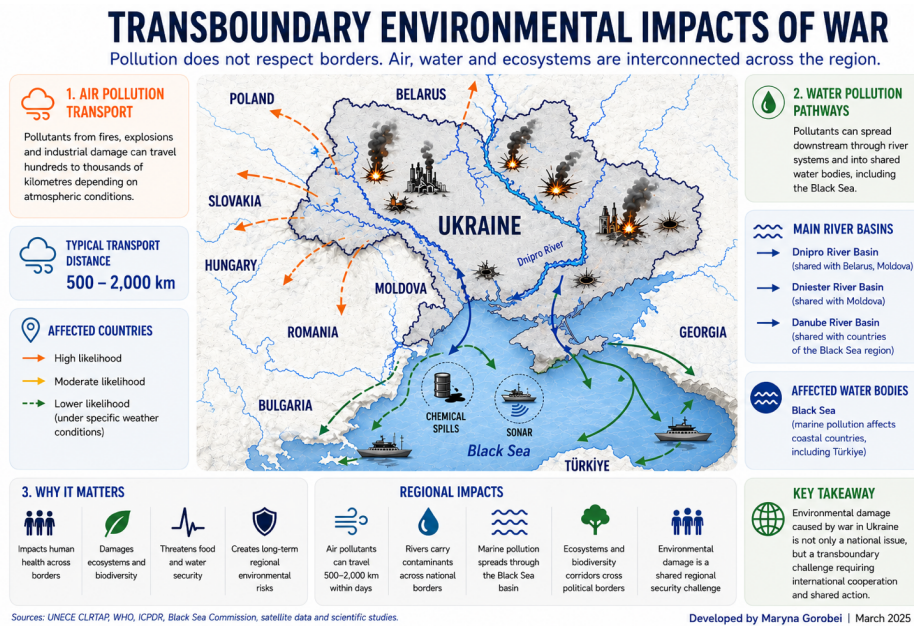 TRANSBOUNDARY ENVIRONMENTAL IMPACTS OF WAR
Pollution does not respect borders. Air, water and ecosystems are interconnected across the region.
1. AIR POLLUTION
TRANSPORT
Pollutants from fires, explosions
and industrial damage can travel
hundreds to thousands of
kilometres depending on
atmospheric conditions.
TYPICAL TRANSPORT
DISTANCE
500 – 2,000 km
AFFECTED COUNTRIES
High likelihood
Moderate likelihood
Lower likelihood
(under specific weather
conditions)
POLAND
BELARUS
SLOVAKIA
HUNGARY
MOLDOVA
ROMANIA
BULGARIA
UKRAINE
Dnipro River
GEORGIA
CHEMICAL
SPILLS
SONAR
Black Sea
TÜRKİYE
2. WATER POLLUTION
PATHWAYS
Pollutants can spread
downstream through river
systems and into shared
water bodies, including
the Black Sea.
MAIN RIVER BASINS
Dnipro River Basin
(shared with Belarus, Moldova)
Dniester River Basin
(shared with Moldova)
Danube River Basin
(shared with countries
of the Black Sea region)
AFFECTED WATER BODIES
Black Sea
(marine pollution affects
coastal countries,
including Türkiye)
3. WHY IT MATTERS
Impacts human
health across
borders
Damages
ecosystems and
biodiversity
Threatens food
and water
security
Creates long-term
regional
environmental
risks
REGIONAL IMPACTS
Air pollutants
can travel
500–2,000 km
within days
Rivers carry
contaminants
across national
borders
Marine pollution
spreads through
the Black Sea
basin
Ecosystems and
biodiversity
corridors cross
political borders
Environmental
damage is a
shared regional
security challenge
KEY TAKEAWAY
Environmental damage
caused by war in Ukraine
is not only a national issue,
but a transboundary
challenge requiring
international cooperation
and shared action.
Sources: UNECE CLRTAP, WHO, ICPDR, Black Sea Commission, satellite data and scientific studies.
Developed by Maryna Gorobei | March 2025